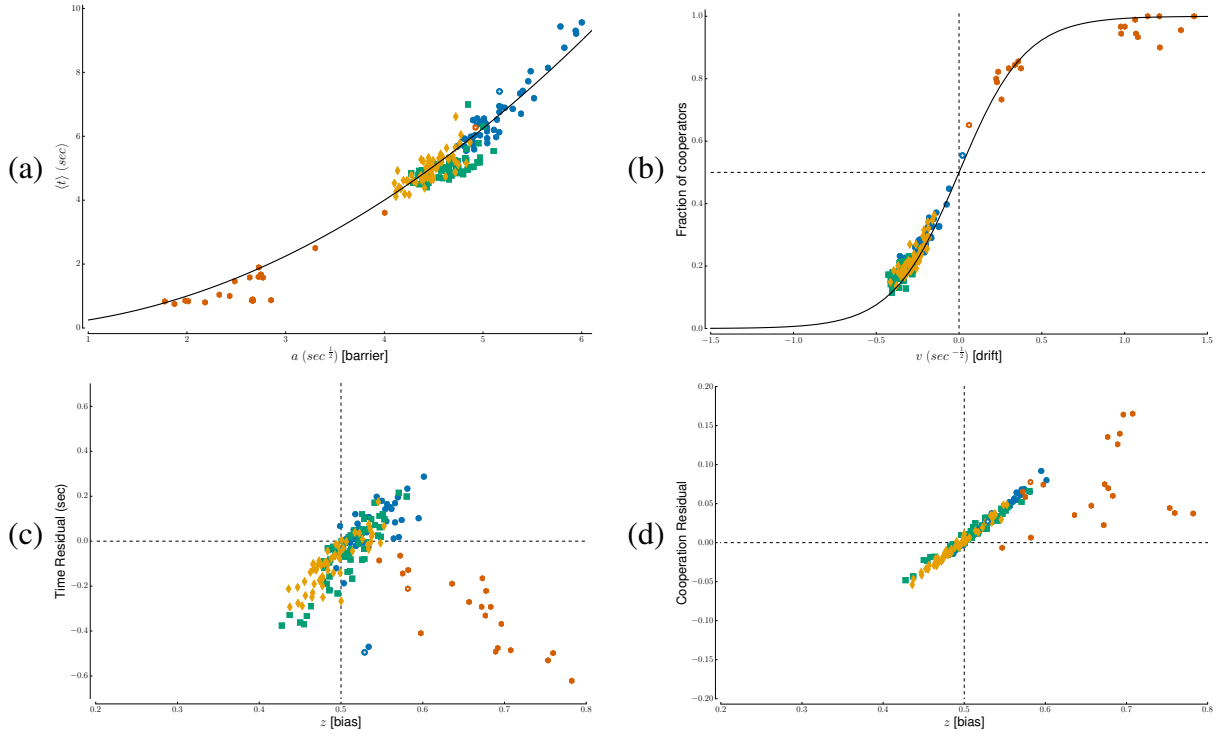 (a)
10
8
6
4
2
0
⟨t⟩ (sec)
1 2 3 4 5 6
a (sec ^1/2) [barrier]
(b)
1.0
0.8
0.6
0.4
0.2
0.0
Fraction of cooperators
−1.5 −1.0 −0.5 0.0 0.5 1.0 1.5
v (sec ^−1/2) [drift]
(c)
0.6
0.4
0.2
0.0
−0.2
−0.4
−0.6
Time Residual (sec)
0.2 0.3 0.4 0.5 0.6 0.7 0.8
z [bias]
(d)
0.20
0.15
0.10
0.05
0.00
−0.05
−0.10
−0.15
−0.20
Cooperation Residual
0.2 0.3 0.4 0.5 0.6 0.7 0.8
z [bias]